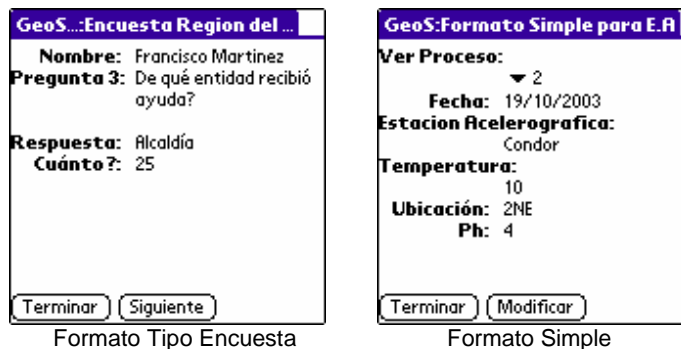 GeoS...:Encuesta Region del ...
Nombre: Francisco Martinez
Pregunta 3: De qué entidad recibió
ayuda?
Respuesta: Alcaldía
Cuánto?: 25
Terminar Siguiente
Formato Tipo Encuesta
GeoS:Formato Simple para E.A
Ver Proceso:
2
Fecha: 19/10/2003
Estacion Acelerografica:
Condor
Temperatura:
10
Ubicación: 2NE
Ph: 4
Terminar Modificar
Formato Simple